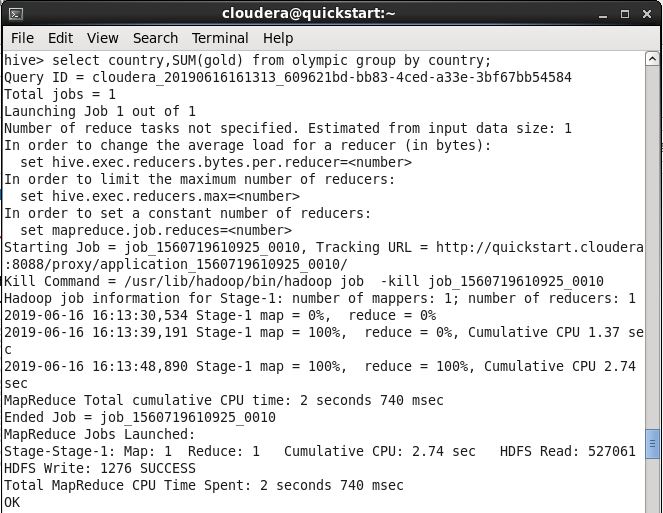 cloudera@quickstart:~
File Edit View Search Terminal Help
hive> select country,SUM(gold) from olympic group by country;
Query ID = cloudera_20190616161313_609621bd-bb83-4ced-a33e-3bf67bb54584
Total jobs = 1
Launching Job 1 out of 1
Number of reduce tasks not specified. Estimated from input data size: 1
In order to change the average load for a reducer (in bytes):
  set hive.exec.reducers.bytes.per.reducer=<number>
In order to limit the maximum number of reducers:
  set hive.exec.reducers.max=<number>
In order to set a constant number of reducers:
  set mapreduce.job.reduces=<number>
Starting Job = job_1560719610925_0010, Tracking URL = http://quickstart.cloudera
:8088/proxy/application_1560719610925_0010/
Kill Command = /usr/lib/hadoop/bin/hadoop job  -kill job_1560719610925_0010
Hadoop job information for Stage-1: number of mappers: 1; number of reducers: 1
2019-06-16 16:13:30,534 Stage-1 map = 0%,  reduce = 0%
2019-06-16 16:13:39,191 Stage-1 map = 100%,  reduce = 0%, Cumulative CPU 1.37 se
c
2019-06-16 16:13:48,890 Stage-1 map = 100%,  reduce = 100%, Cumulative CPU 2.74
sec
MapReduce Total cumulative CPU time: 2 seconds 740 msec
Ended Job = job_1560719610925_0010
MapReduce Jobs Launched:
Stage-Stage-1: Map: 1  Reduce: 1   Cumulative CPU: 2.74 sec   HDFS Read: 527061
HDFS Write: 1276 SUCCESS
Total MapReduce CPU Time Spent: 2 seconds 740 msec
OK